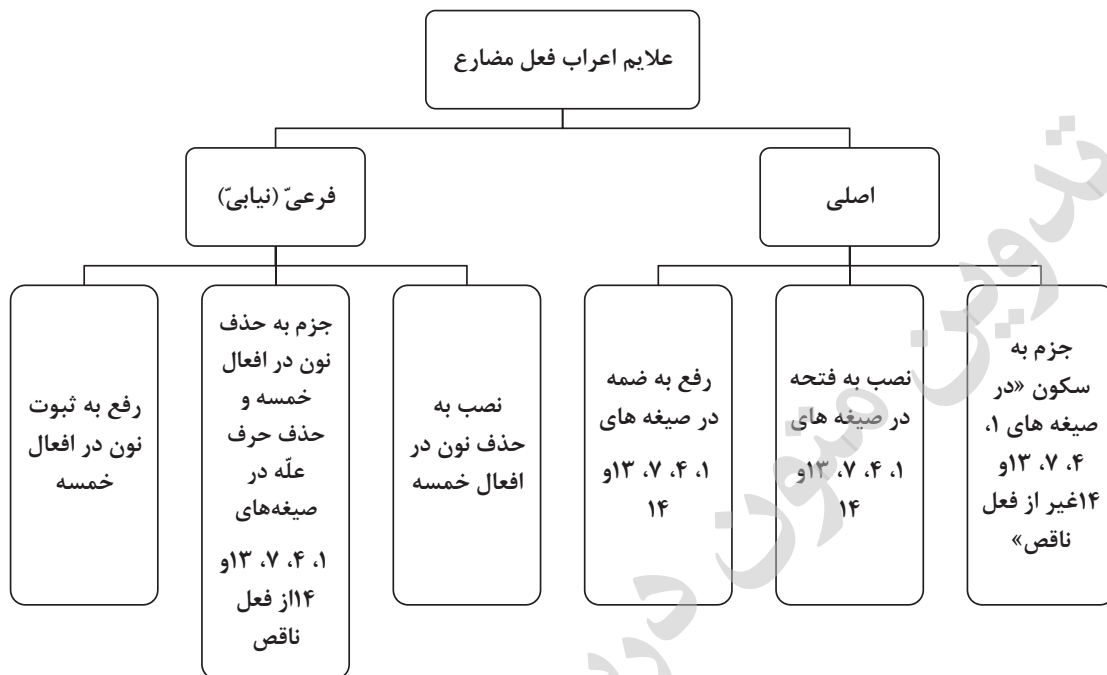 علایم اعراب فعل مضارع
اصلی
فرعیّ (نیابیّ)
جزم به
سکون «در
صیغه های ۱،
۴، ۷، ۱۳و
۱۴غیر از فعل
ناقص»
نصب به فتحه
در صیغه های
۱، ۴، ۷، ۱۳و
۱۴
رفع به ضمه
در صیغه های
۱، ۴، ۷، ۱۳و
۱۴
نصب به
حذف نون در
افعال خمسه
جزم به حذف
نون در افعال
خمسه و
حذف حرف
علّه در
صیغه‌های
۱، ۴، ۷، ۱۳و
۱۴از فعل
ناقص
رفع به ثبوت
نون در افعال
خمسه
تدوین متون